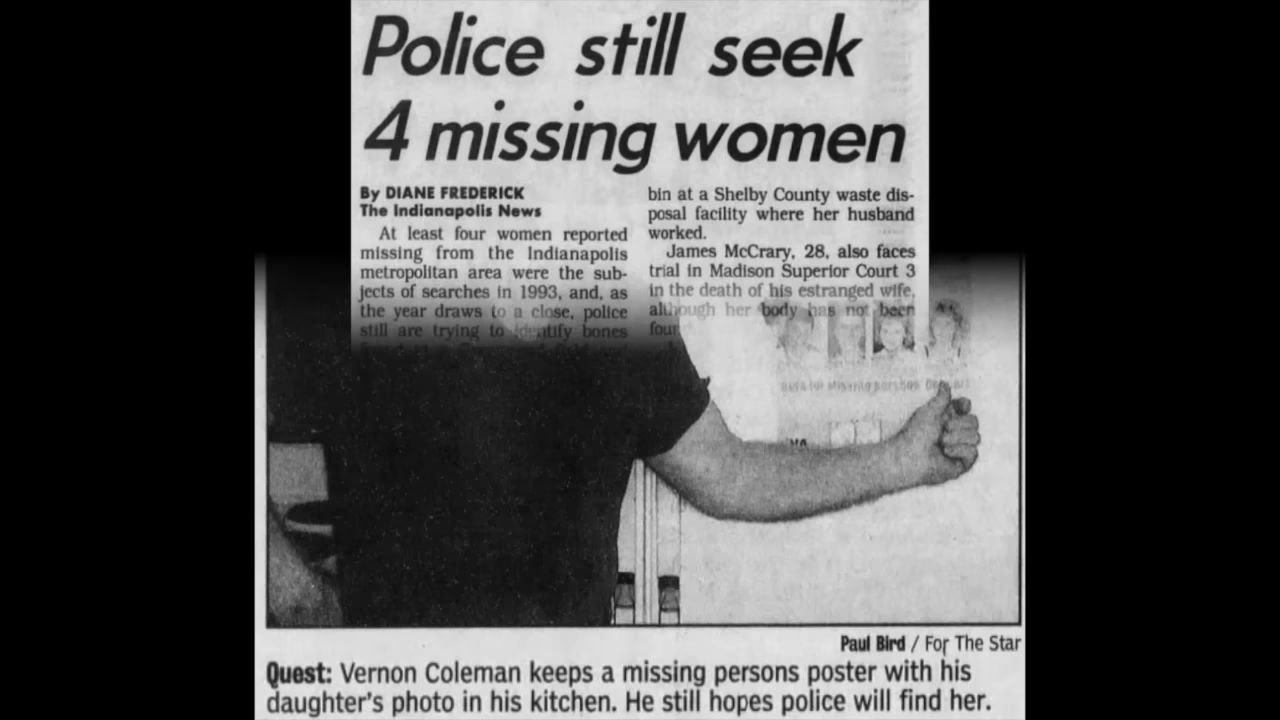 Police still seek
4 missing women
By DIANE FREDERICK
The Indianapolis News
At least four women reported
missing from the Indianapolis
metropolitan area were the sub-
jects of searches in 1993, and, as
the year draws to a close, police
still are trying to identify bones
bin at a Shelby County waste dis-
posal facility where her husband
worked.
James McCrary, 28, also faces
trial in Madison Superior Court 3
in the death of his estranged wife,
although her body has not been
Paul Bird / For The Star
Quest: Vernon Coleman keeps a missing persons poster with his
daughter's photo in his kitchen. He still hopes police will find her.